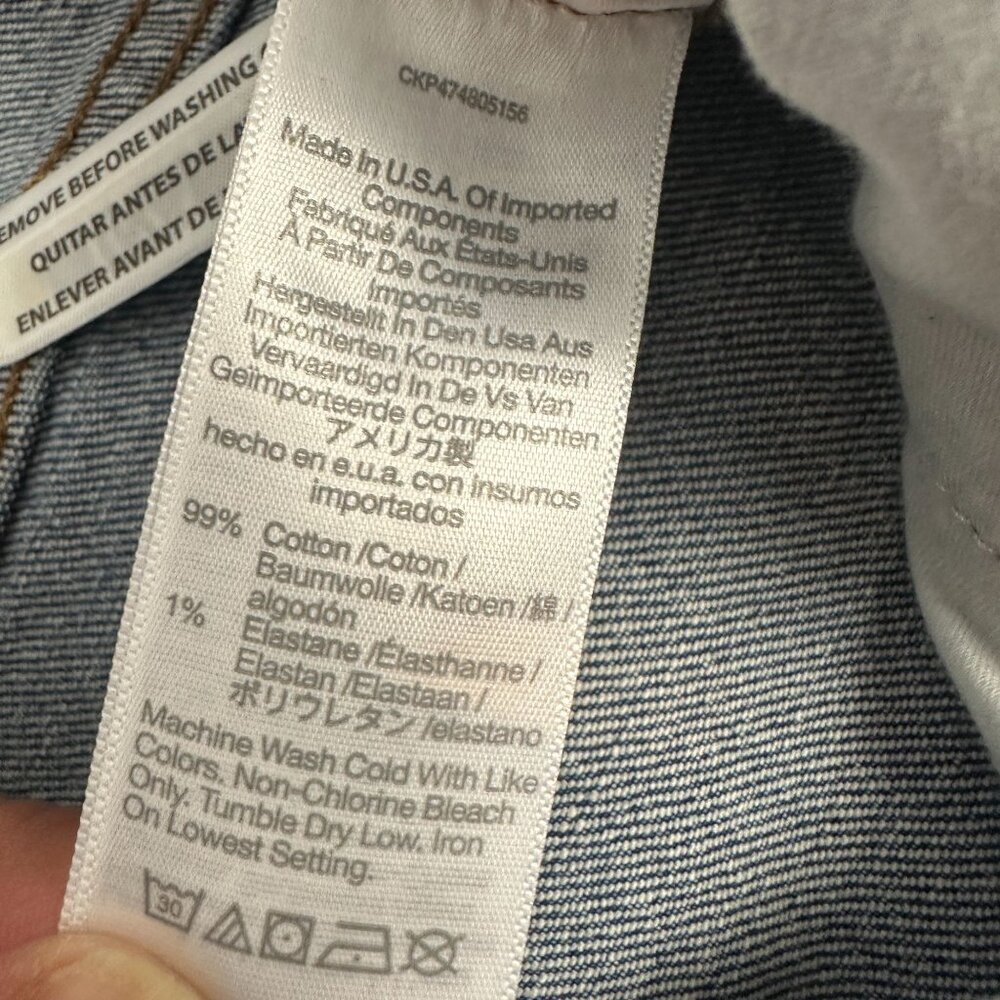 CKP474805156
Made In U.S.A. Of Imported
Components
Fabriqué Aux États-Unis
À Partir De Composants
Importés
Hergestellt In Den Usa Aus
Importierten Komponenten
Vervaardigd In De Vs Van
Geïmporteerde Componenten
アメリカ製
hecho en e.u.a. con insumos
importados
99% Cotton /Coton /
Baumwolle /Katoen /綿 /
algodón
1% Elastane /Élasthanne /
Elastan /Elastaan /
ポリウレタン /elastano
Machine Wash Cold With Like
Colors. Non-Chlorine Bleach
Only. Tumble Dry Low. Iron
On Lowest Setting.
30
BEFORE WASHING
QUITAR ANTES DE
ENLEVER AVANT DE